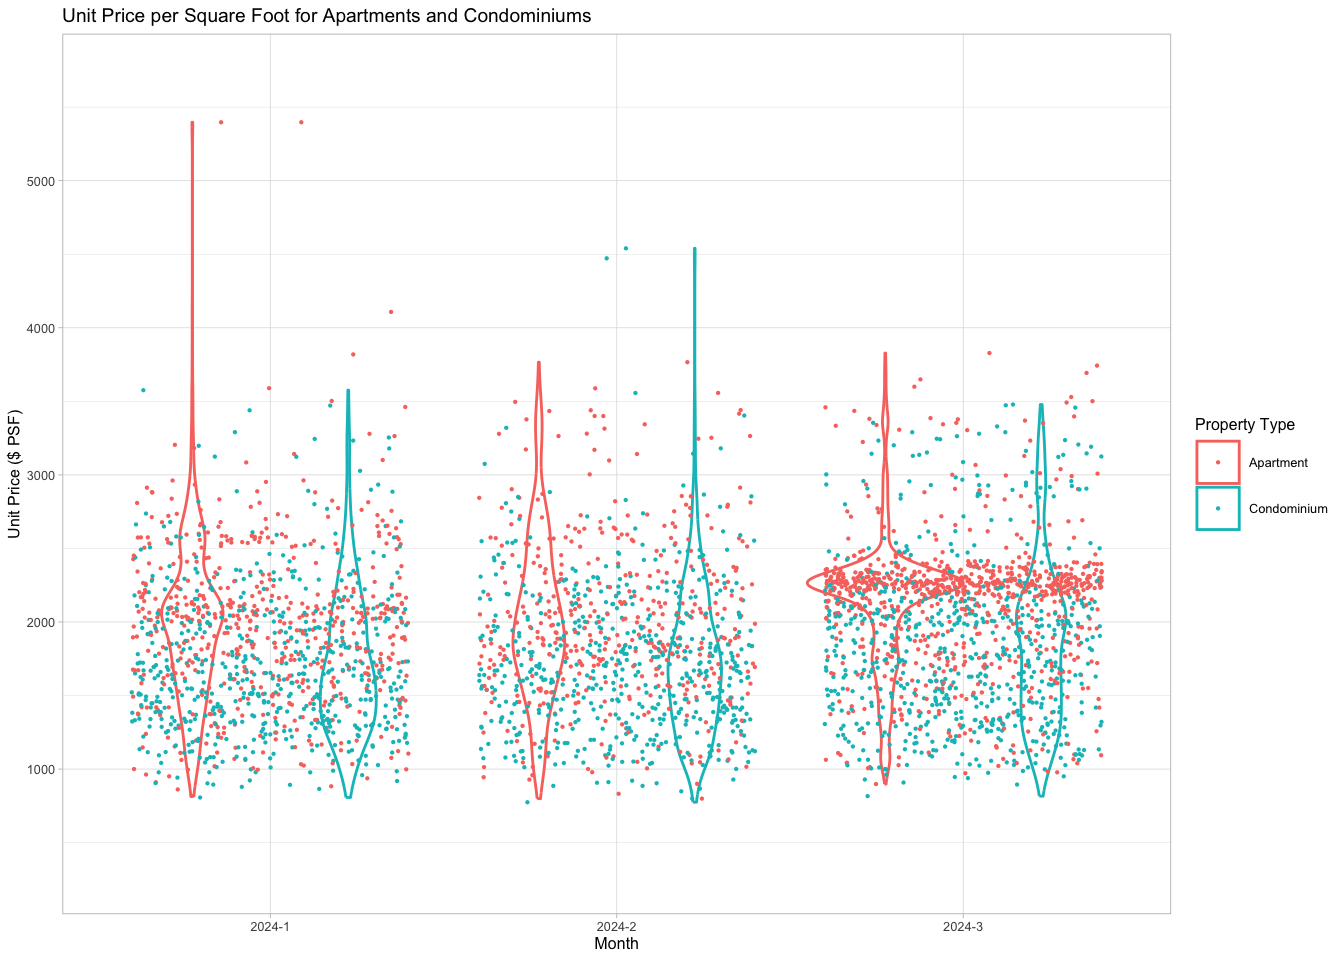 Unit Price per Square Foot for Apartments and Condominiums
Unit Price ($ PSF)
5000
4000
3000
2000
1000
2024-1
2024-2
2024-3
Month
Property Type
Apartment
Condominium